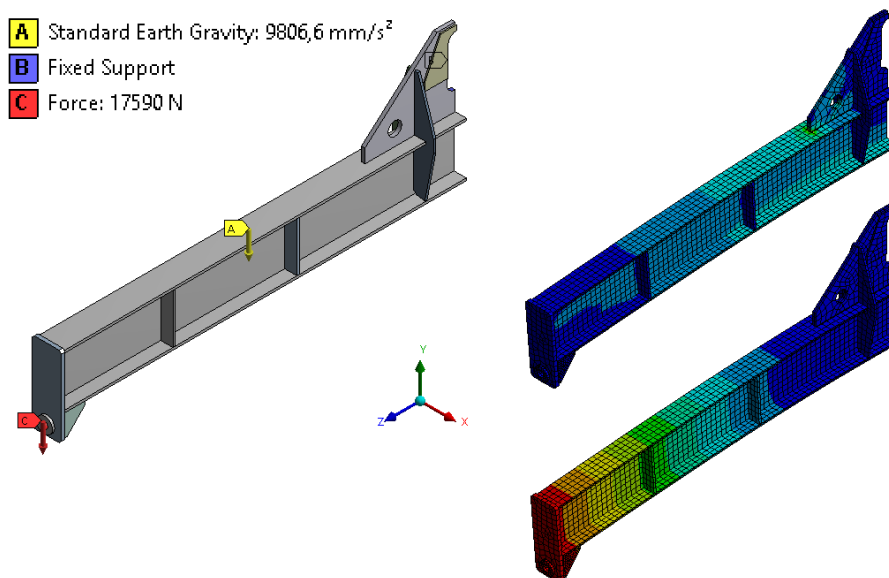 A Standard Earth Gravity: 9806,6 mm/s²
B Fixed Support
C Force: 17590 N
B
A
C
Y
Z
X